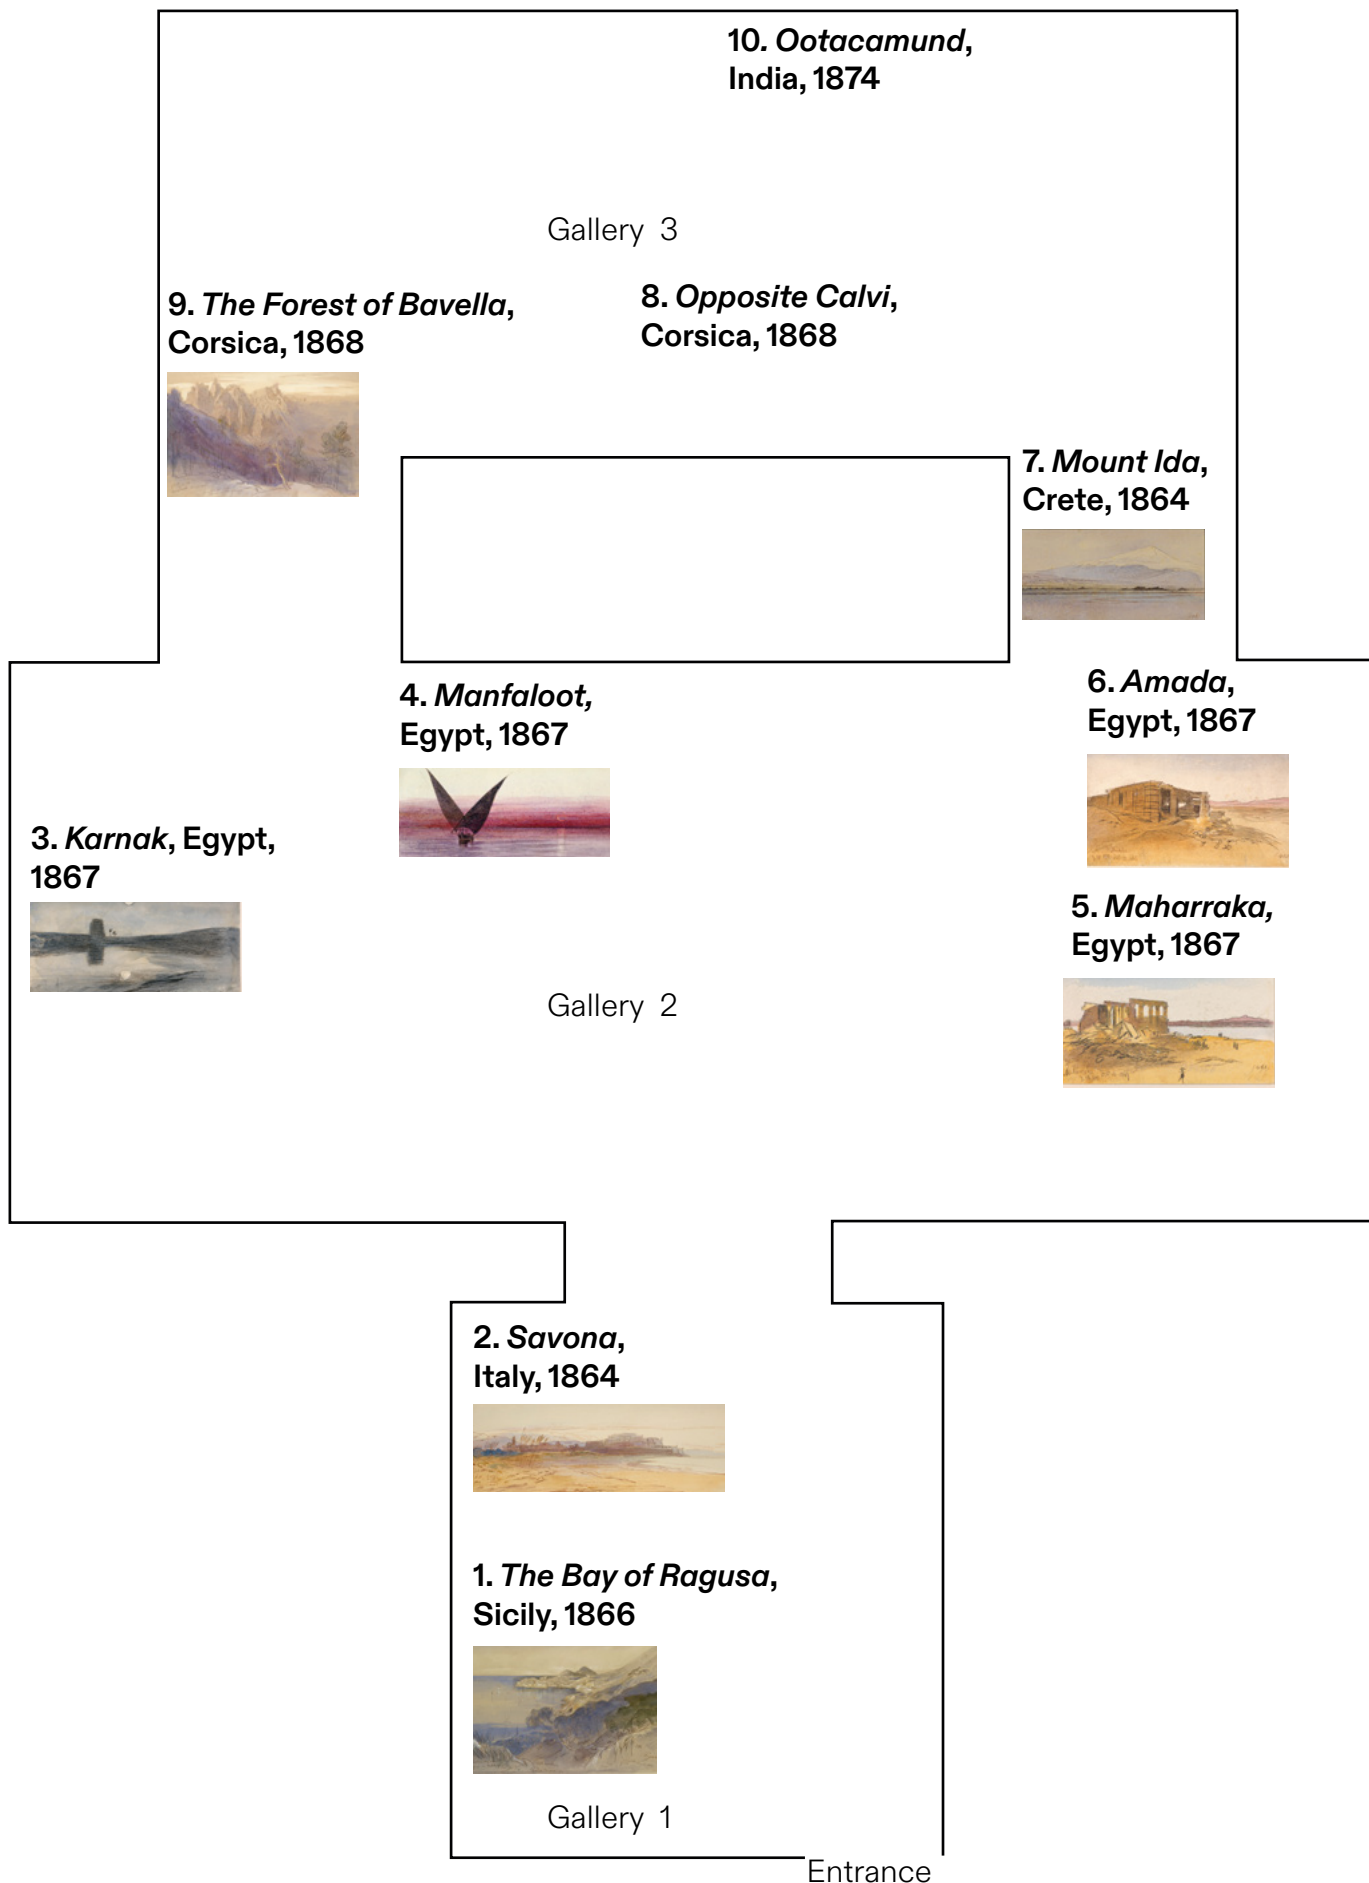 10. Ootacamund,
India, 1874
Gallery 3
9. The Forest of Bavella,
Corsica, 1868
8. Opposite Calvi,
Corsica, 1868
7. Mount Ida,
Crete, 1864
6. Amada,
Egypt, 1867
4. Manfaloot,
Egypt, 1867
3. Karnak, Egypt,
1867
5. Maharraka,
Egypt, 1867
Gallery 2
2. Savona,
Italy, 1864
1. The Bay of Ragusa,
Sicily, 1866
Gallery 1
Entrance